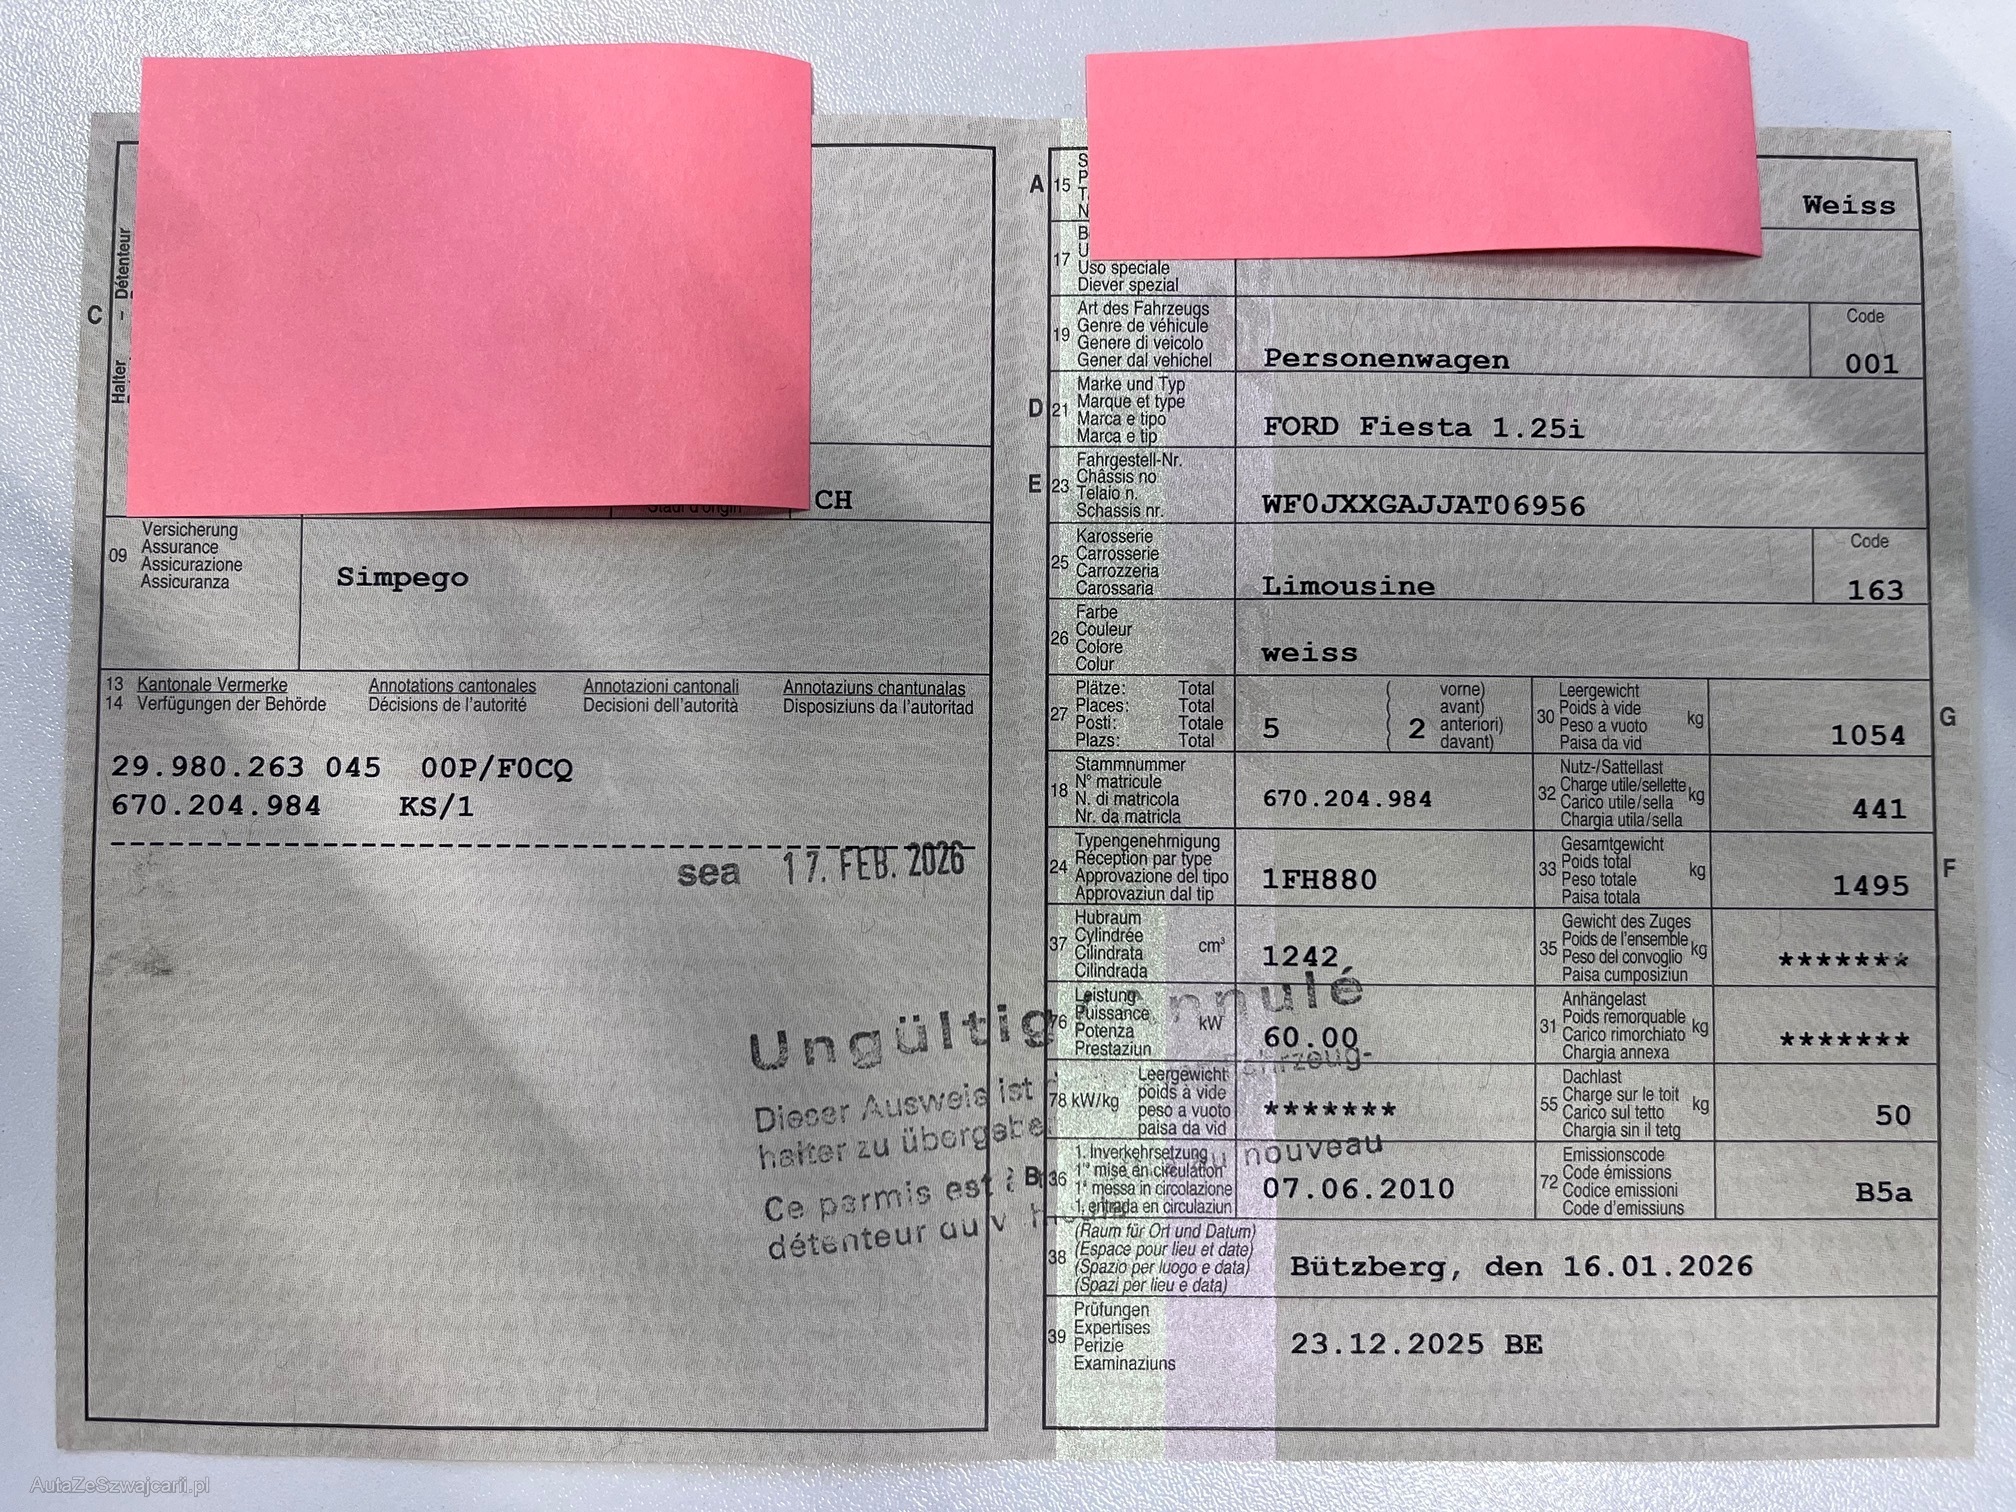 C
Halter - Détenteur
CH
09
Versicherung
Assurance
Assicurazione
Assicuranza
Simpego
13 Kantonale Vermerke Annotations cantonales Annotazioni cantonali Annotaziuns chantunalas
14 Verfügungen der Behörde Décisions de l'autorité Decisioni dell'autorità Disposiziuns da l'autoritad
29.980.263 045 00P/F0CQ
670.204.984 KS/1
sea 17. FEB. 2026
Ungültig Annulé
Dieser Ausweis ist
halter zu übergeben
Ce permis est à
détenteur du v
nouveau
A 15
Weiss
17
Uso speciale
Diever spezial
19
Art des Fahrzeugs
Genre de véhicule
Genere di veicolo
Gener dal vehichel
Personenwagen
Code
001
D 21
Marke und Typ
Marque et type
Marca e tipo
Marca e tip
FORD Fiesta 1.25i
E 23
Fahrgestell-Nr.
Châssis no
Telaio n.
Schassis nr.
WF0JXXGAJJAT06956
25
Karosserie
Carrosserie
Carrozzeria
Carossaria
Limousine
Code
163
26
Farbe
Couleur
Colore
Colur
weiss
27
Plätze: Total
Places: Total
Posti: Totale
Plazs: Total
5
( vorne)
( avant)
( 2 anteriori)
( davant)
30
Leergewicht
Poids à vide
Peso a vuoto
Paisa da vid
kg
1054
G
18
Stammnummer
N° matricule
N. di matricola
Nr. da matricla
670.204.984
32
Nutz-/Sattellast
Charge utile/sellette
Carico utile/sella
Chargia utila/sella
kg
441
24
Typengenehmigung
Réception par type
Approvazione del tipo
Approvaziun dal tip
1FH880
33
Gesamtgewicht
Poids total
Peso totale
Paisa totala
kg
1495
F
37
Hubraum
Cylindrée
Cilindrata
Cilindrada
cm³
1242
35
Gewicht des Zuges
Poids de l'ensemble
Peso del convoglio
Paisa cumposiziun
kg
*******
76
Leistung
Puissance
Potenza
Prestaziun
kW
60.00
31
Anhängelast
Poids remorquable
Carico rimorchiato
Chargia annexa
kg
*******
78 kW/kg
Leergewicht
poids à vide
peso a vuoto
paisa da vid
*******
55
Dachlast
Charge sur le toit
Carico sul tetto
Chargia sin il tetg
kg
50
B 36
1. Inverkehrsetzung
1re mise en circulation
1a messa in circolazione
1. entrada en circulaziun
07.06.2010
72
Emissionscode
Code émissions
Codice emissioni
Code d'emissiuns
B5a
38
(Raum für Ort und Datum)
(Espace pour lieu et date)
(Spazio per luogo e data)
(Spazi per lieu e data)
Bützberg, den 16.01.2026
39
Prüfungen
Expertises
Perizie
Examinaziuns
23.12.2025 BE
AutaZeSzwajcarii.pl